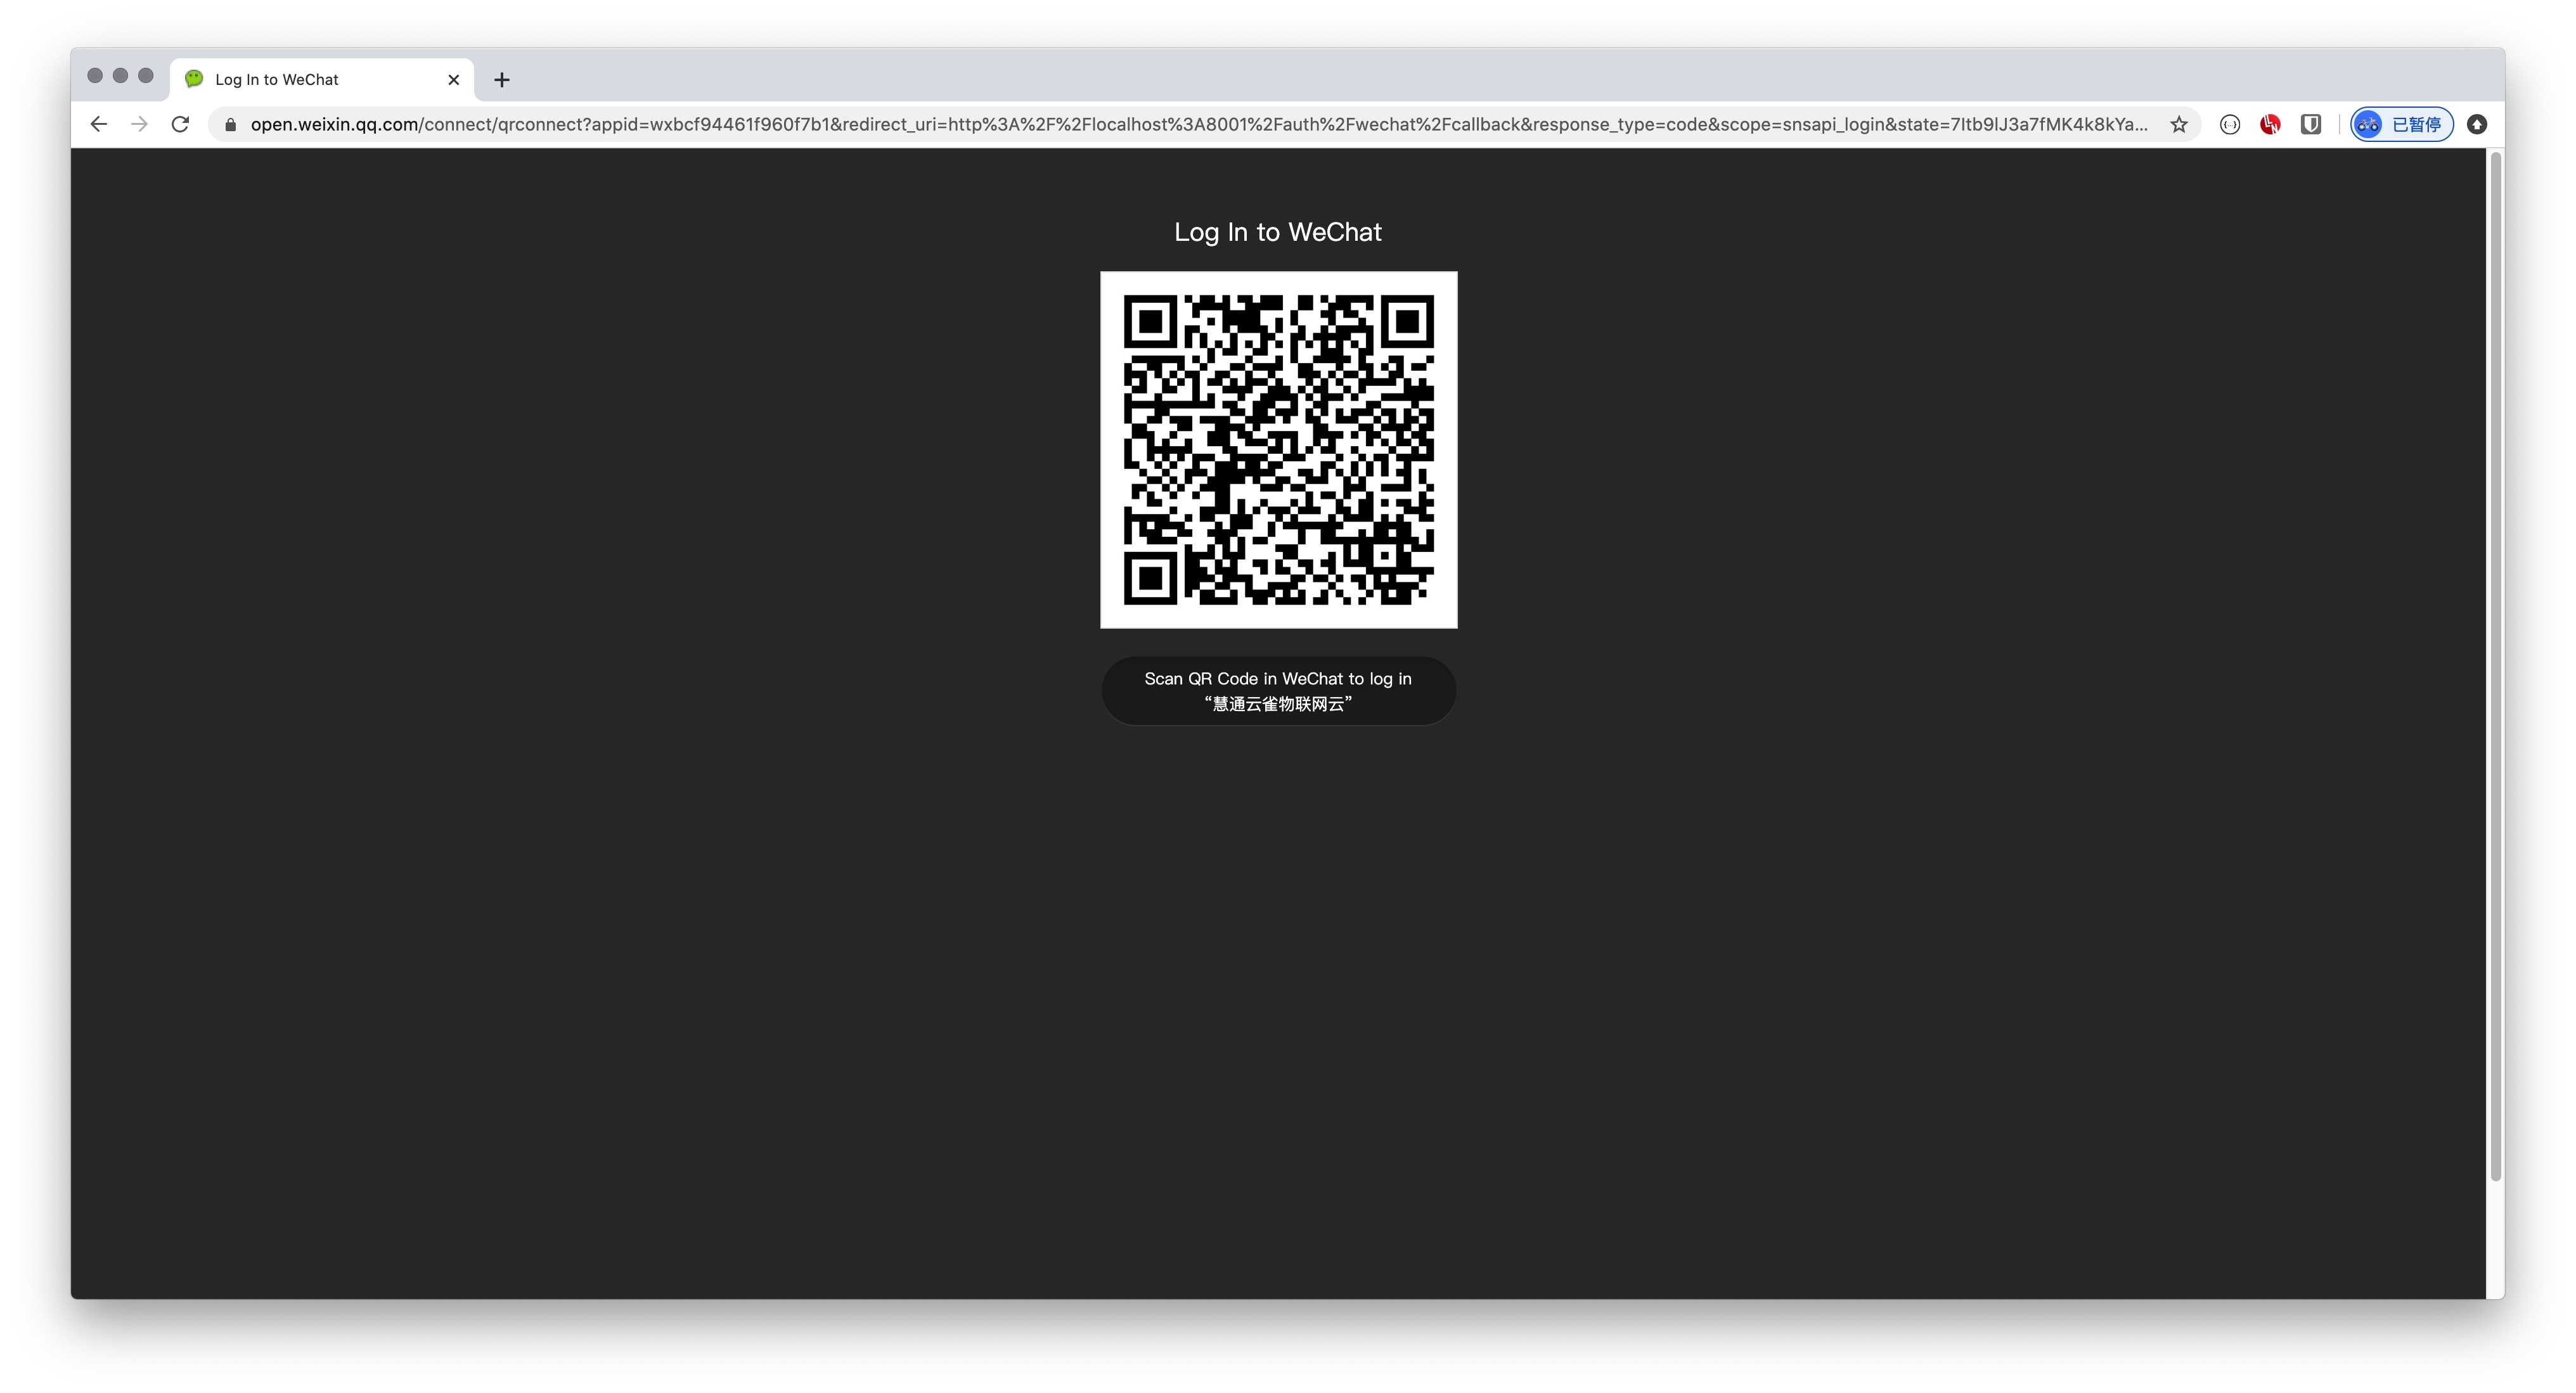 Log In to WeChat
open.weixin.qq.com/connect/qrconnect?appid=wxbcf94461f960f7b1&redirect_uri=http%3A%2F%2Flocalhost%3A8001%2Fauth%2Fwechat%2Fcallback&response_type=code&scope=snsapi_login&state=7Itb9lJ3a7fMK4k8kYa...
已暂停
Log In to WeChat
Scan QR Code in WeChat to log in
“慧通云雀物联网云”